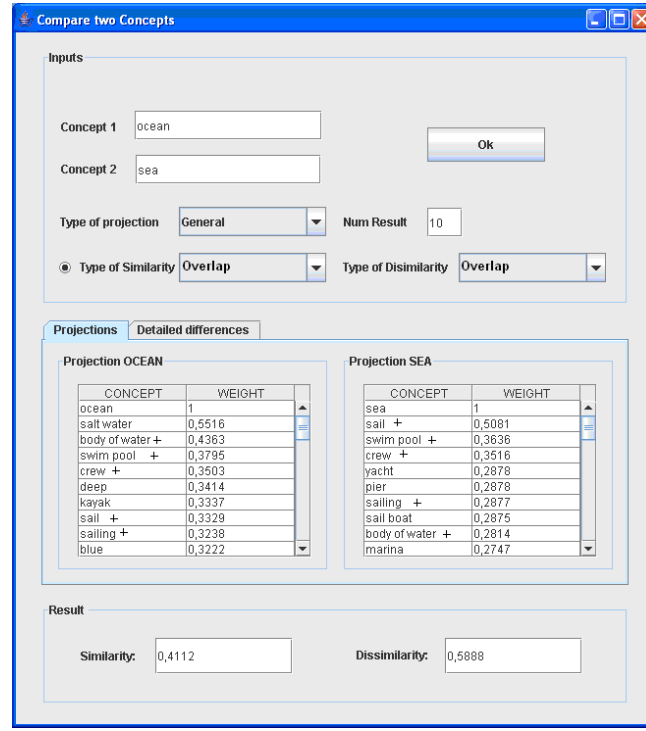 Compare two Concepts
Inputs
Concept 1 ocean
Ok
Concept 2 sea
Type of projection General Num Result 10
Type of Similarity Overlap Type of Disimilarity Overlap
Projections Detailed differences
Projection OCEAN
CONCEPT WEIGHT
ocean 1
salt water 0,5516
body of water + 0,4363
swim pool + 0,3795
crew + 0,3503
deep 0,3414
kayak 0,3337
sail + 0,3329
sailing + 0,3238
blue 0,3222
Projection SEA
CONCEPT WEIGHT
sea 1
sail + 0,5081
swim pool + 0,3636
crew + 0,3516
yacht 0,2878
pier 0,2878
sailing + 0,2877
sail boat 0,2875
body of water + 0,2814
marina 0,2747
Result
Similarity: 0,4112 Dissimilarity: 0,5888